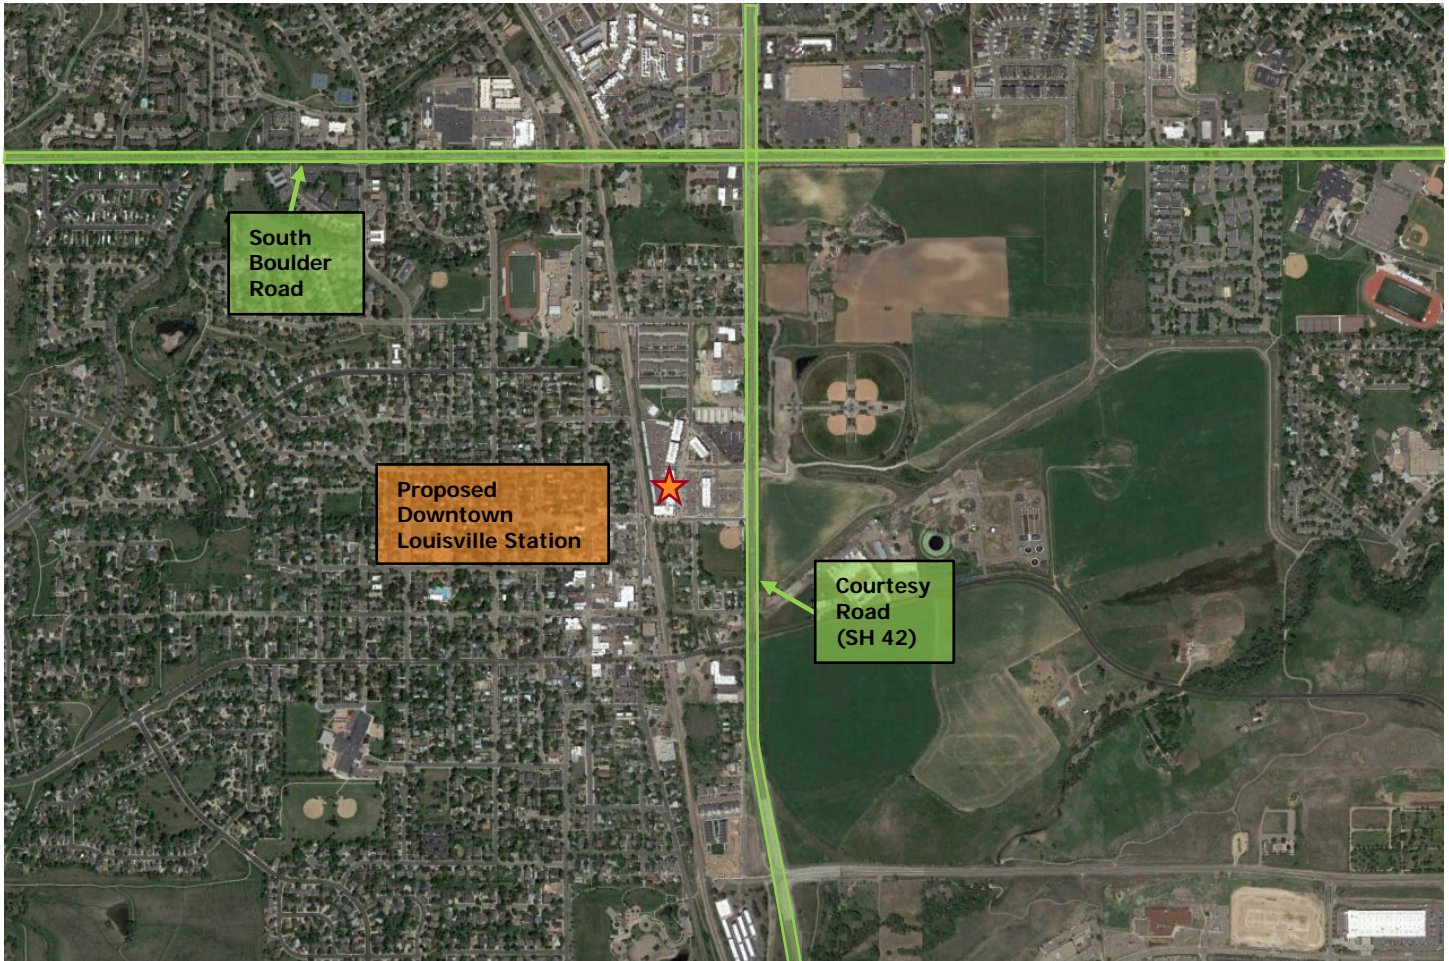 South
Boulder
Road
Proposed
Downtown
Louisville Station
Courtesy
Road
(SH 42)